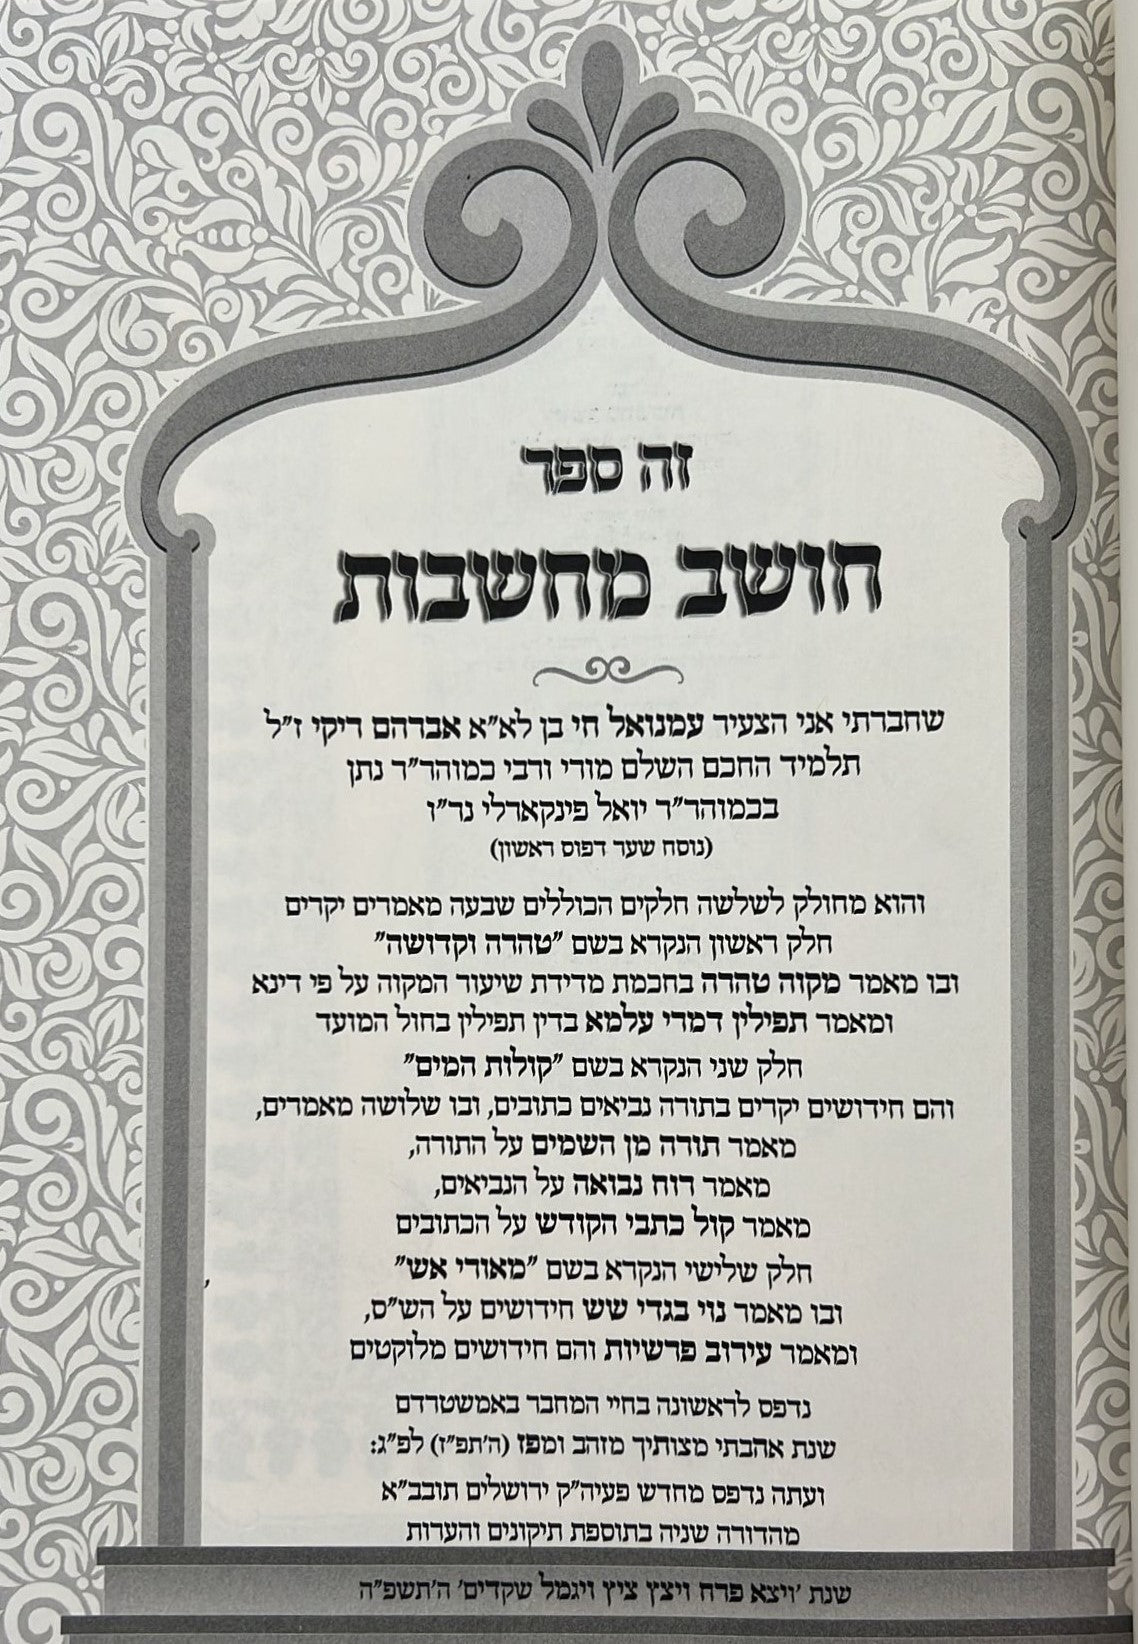 זה ספר
חושב מחשבות
שחברתי אני הצעיר עמנואל חי בן לא"א אברהם ריקי ז"ל
תלמיד החכם השלם מורי ורבי כמוהר"ר נתן
בכמוהר"ר יואל פינקארלי נר"ו
(נוסח שער דפוס ראשון)
והוא מחולק לשלשה חלקים הכוללים שבעה מאמרים יקרים
חלק ראשון הנקרא בשם "טהרה וקדושה"
ובו מאמר מקוה טהרה בחכמת מדידת שיעור המקוה על פי דינא
ומאמר תפילין דמרי עלמא בדין תפילין בחול המועד
חלק שני הנקרא בשם "קולות המים"
והם חידושים יקרים בתורה נביאים כתובים, ובו שלושה מאמרים,
מאמר תורה מן השמים על התורה,
מאמר רוח נבואה על הנביאים,
מאמר קול כתבי הקודש על הכתובים
חלק שלישי הנקרא בשם "מאורי אש"
ובו מאמר נוי בגדי שש חידושים על הש"ס,
ומאמר עירוב פרשיות והם חידושים מלוקטים
נדפס לראשונה בחיי המחבר באמשטרדם
שנת אהבתי מצותיך מזהב ומפז (ה'תפ"ז) לפ"ג:
ועתה נדפס מחדש פעיה"ק ירושלים תובב"א
מהדורה שניה בתוספת תיקונים והערות
שנת 'ויצא פרח ויצץ ציץ ויגמל שקדים' ה'תשפ"ה